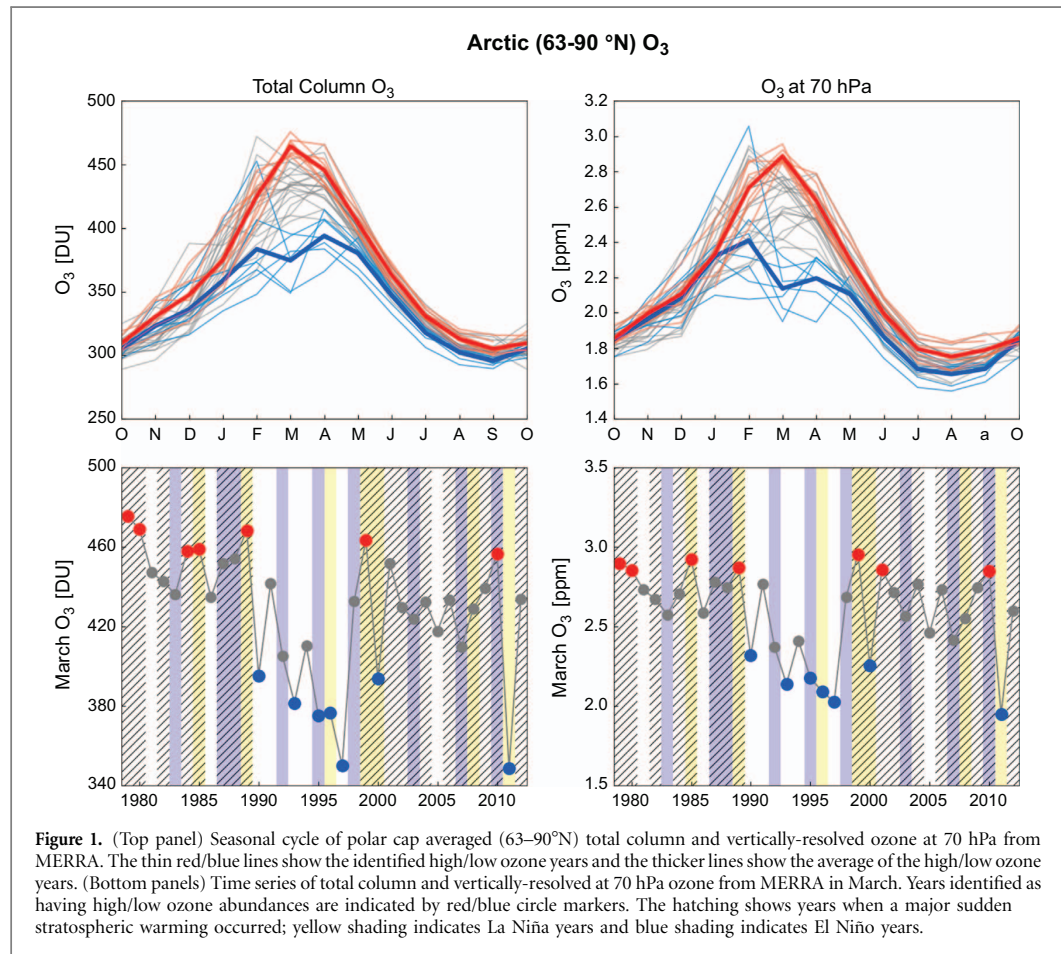 Arctic (63-90 °N) O3
Total Column O3
O3 at 70 hPa
O3 [DU]
500
450
400
350
300
250
O N D J F M A M J J A S O
O3 [ppm]
3.2
3.0
2.8
2.6
2.4
2.2
2.0
1.8
1.6
1.4
O N D J F M A M J J A a O
March O3 [DU]
500
460
420
380
340
1980 1985 1990 1995 2000 2005 2010
March O3 [ppm]
3.5
3.0
2.5
2.0
1.5
1980 1985 1990 1995 2000 2005 2010
Figure 1. (Top panel) Seasonal cycle of polar cap averaged (63–90°N) total column and vertically-resolved ozone at 70 hPa from
MERRA. The thin red/blue lines show the identified high/low ozone years and the thicker lines show the average of the high/low ozone
years. (Bottom panels) Time series of total column and vertically-resolved at 70 hPa ozone from MERRA in March. Years identified as
having high/low ozone abundances are indicated by red/blue circle markers. The hatching shows years when a major sudden
stratospheric warming occurred; yellow shading indicates La Niña years and blue shading indicates El Niño years.